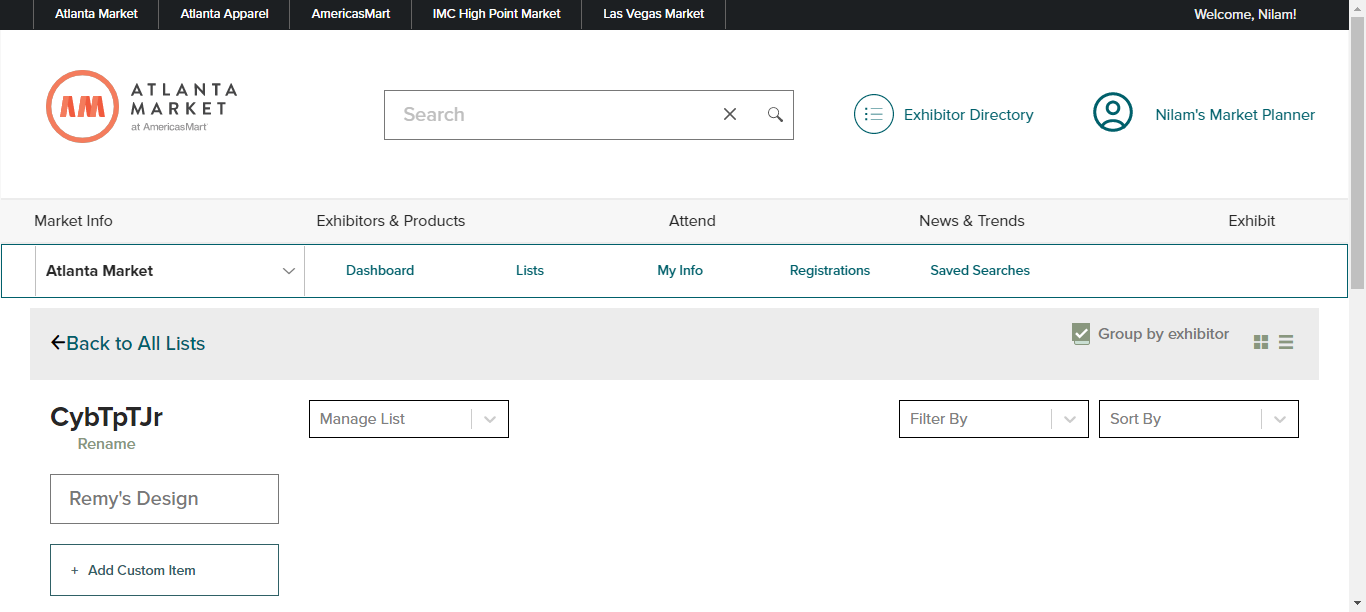 Atlanta Market Atlanta Apparel AmericasMart IMC High Point Market Las Vegas Market Welcome, Nilam!
AM ATLANTA
MARKET
at AmericasMart
Search
Exhibitor Directory
Nilam's Market Planner
Market Info Exhibitors & Products Attend News & Trends Exhibit
Atlanta Market Dashboard Lists My Info Registrations Saved Searches
Back to All Lists
Group by exhibitor
CybTpTJr
Rename
Manage List
Filter By
Sort By
Remy's Design
+ Add Custom Item